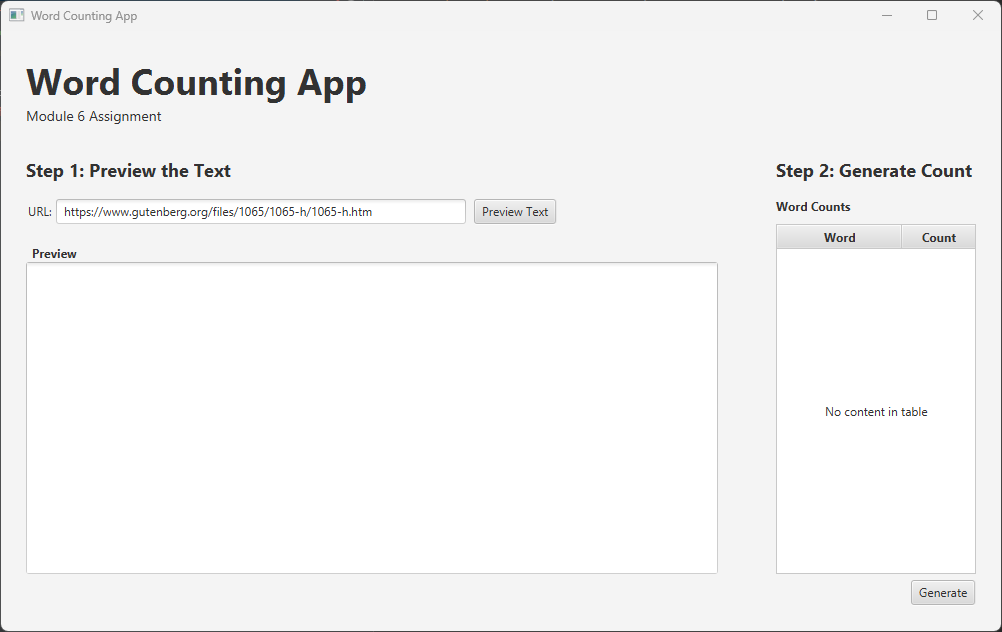 Word Counting App
Word Counting App
Module 6 Assignment
Step 1: Preview the Text
URL: https://www.gutenberg.org/files/1065/1065-h/1065-h.htm Preview Text
Preview
Step 2: Generate Count
Word Counts
Word Count
No content in table
Generate